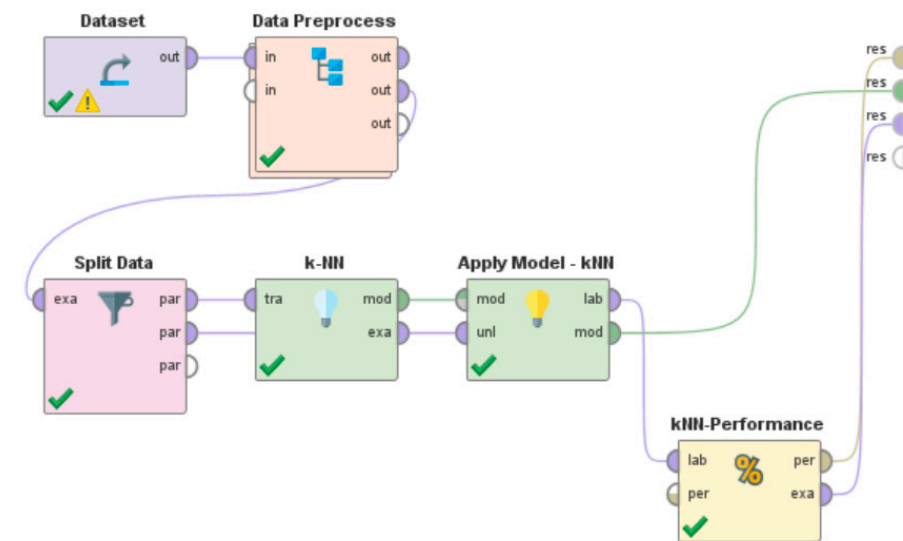 Dataset
out
Data Preprocess
in out
in out
out
res
res
res
res
Split Data
exa par
par
par
k-NN
tra mod
exa
Apply Model - kNN
mod lab
unl mod
kNN-Performance
lab % per
per exa